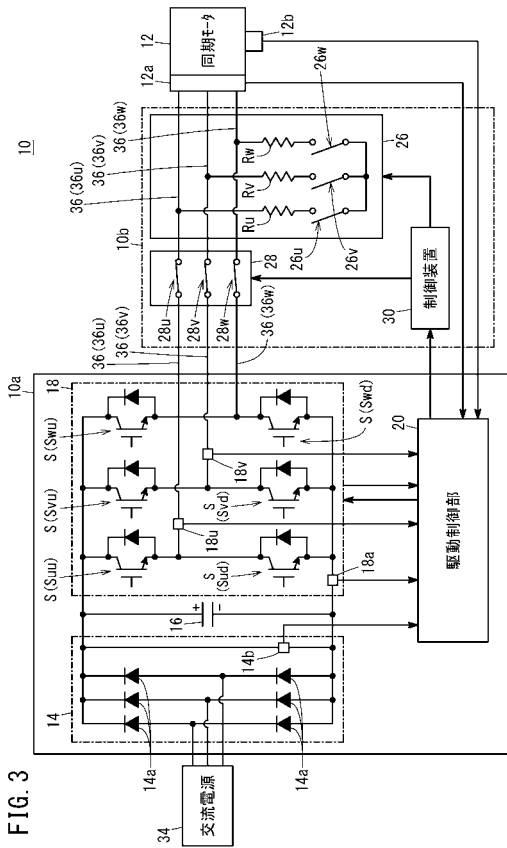 FIG. 3
10
10a
10b
18
S(Suu)
S(Svu)
S(Swu)
S
(Sud)
S
(Svd)
S(Swd)
18u
18v
18a
16
+
-
14
14a
14a
14b
34
交流電源
20
駆動制御部
36(36u)
36(36v)
36(36w)
28
28u
28v
28w
36(36u)
36(36v)
36(36w)
Ru
Rv
Rw
26
26u
26v
26w
30
制御装置
12
12a
12b
同期モータ